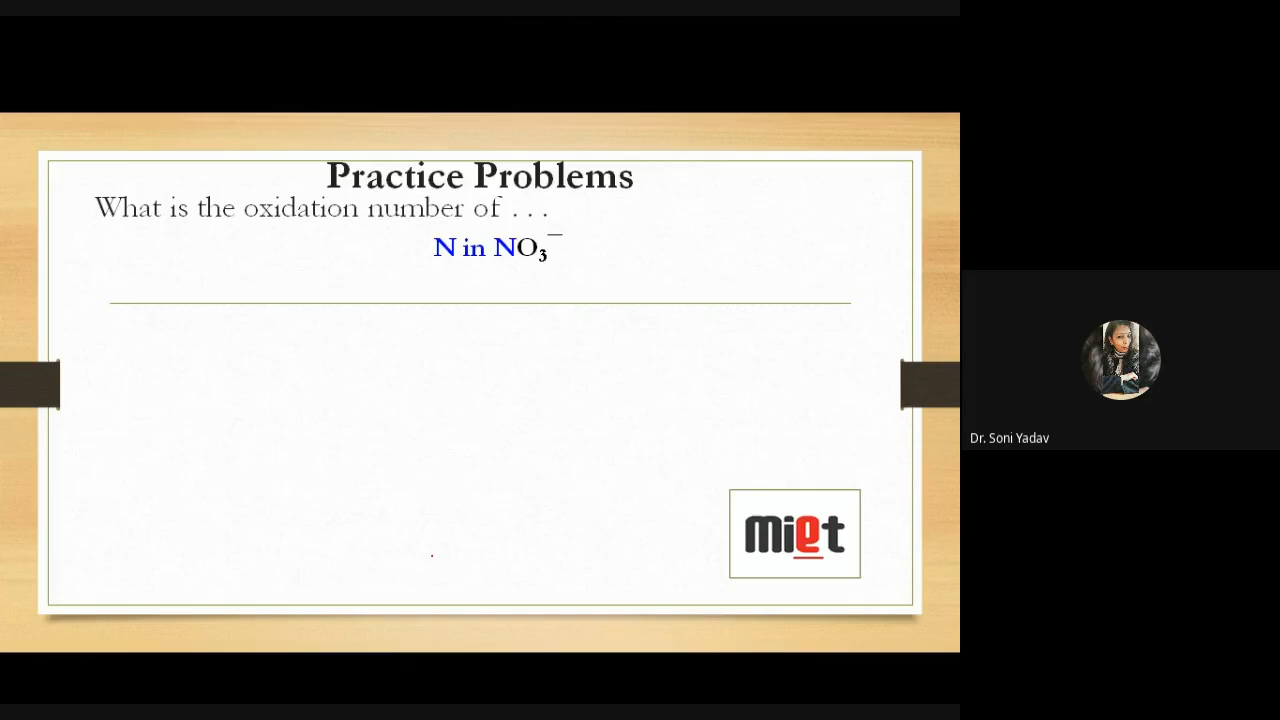 Practice Problems
What is the oxidation number of . . .
N in NO₃⁻
miet
Dr. Soni Yadav